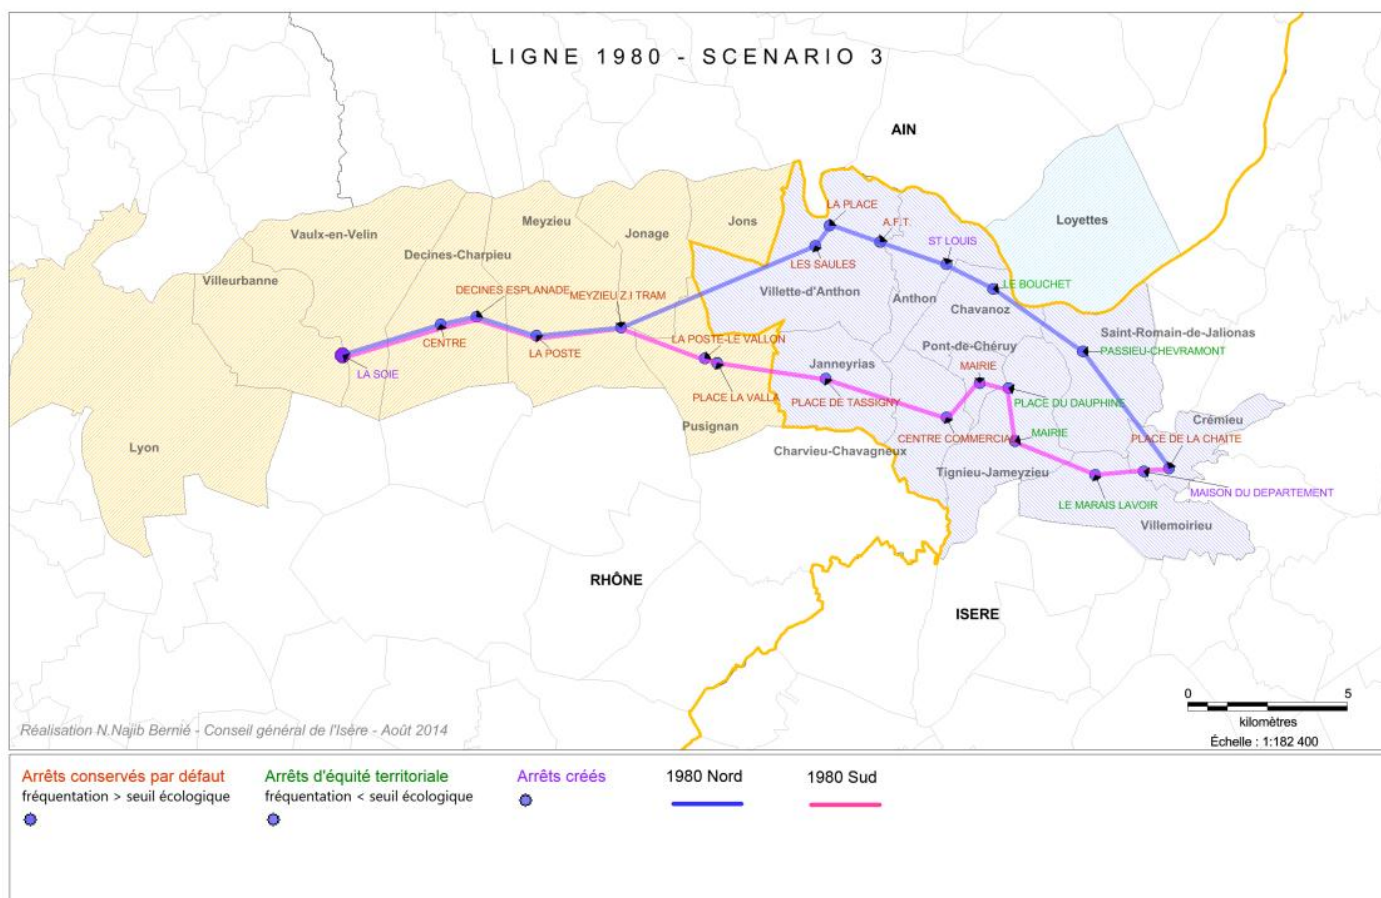 LIGNE 1980 - SCENARIO 3
AIN
LA PLACE
Jons
Loyettes
Meyzieu
A.F.T.
Vaulx-en-Velin
Jonage
ST LOUIS
Decines-Charpieu
LES SAULES
Villeurbanne
LE BOUCHET
DECINES ESPLANADE
MEYZIEU Z.I TRAM
Villette-d'Anthon
Anthon
Chavanoz
Saint-Romain-de-Jalionas
CENTRE
LA POSTE
LA POSTE-LE VALLON
Pont-de-Chéruy
PASSIEU-CHEVRAMONT
LA SOIE
Janneyrias
MAIRIE
PLACE LA VALLA
PLACE DE TASSIGNY
PLACE DU DAUPHINE
Crémieu
Pusignan
CENTRE COMMERCIA
MAIRIE
PLACE DE LA CHAITE
Lyon
Charvieu-Chavagneux
Tignieu-Jameyzieu
MAISON DU DEPARTEMENT
LE MARAIS LAVOIR
Villemoirieu
RHÔNE
ISERE
0 5
kilomètres
Échelle : 1:182 400
Réalisation N.Najib Bernié - Conseil général de l'Isère - Août 2014
Arrêts conservés par défaut
fréquentation > seuil écologique
Arrêts d'équité territoriale
fréquentation < seuil écologique
Arrêts créés
1980 Nord
1980 Sud